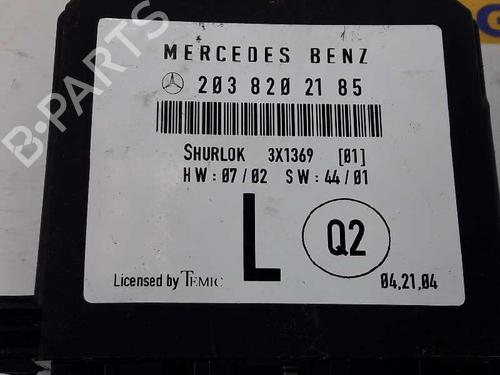 MERCEDES BENZ
203 820 21 85
SHURLOK 3X1369 [01]
HW: 07/02 SW: 44/01
L Q2
Licensed by TEMIC 04.21.04
B-PARTS